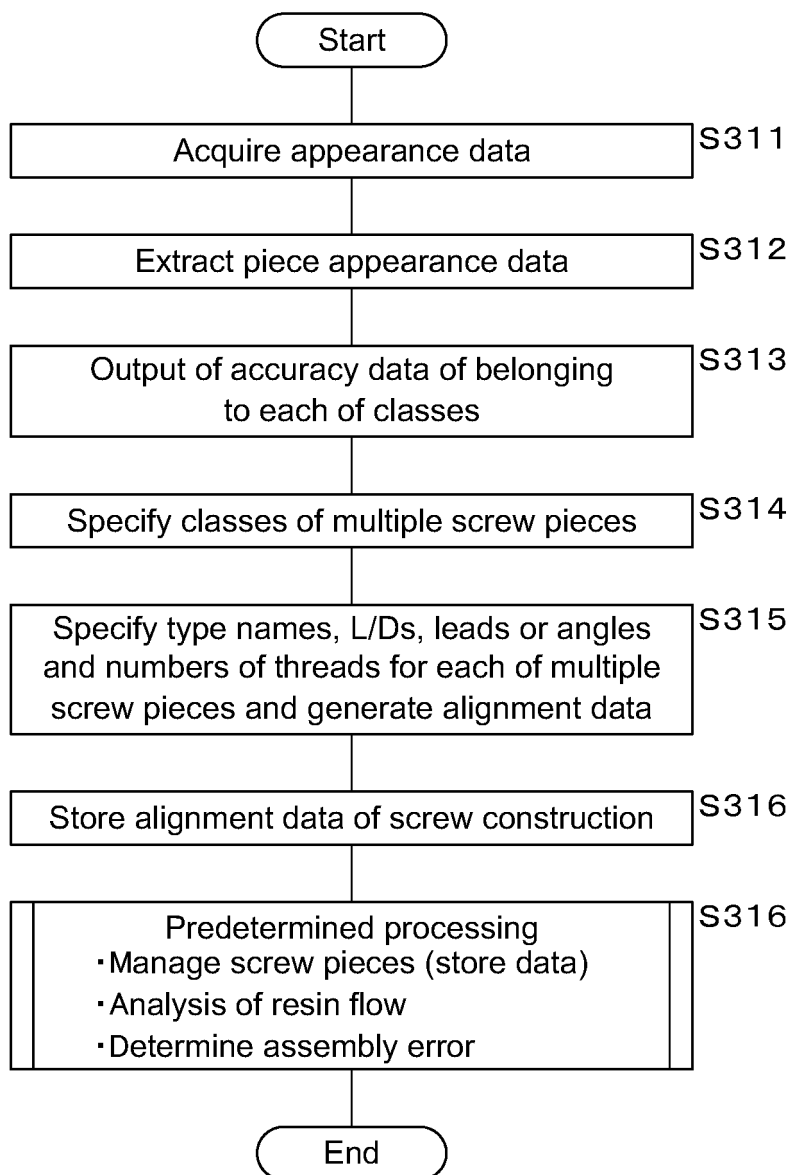 Start
Acquire appearance data
S311
Extract piece appearance data
S312
Output of accuracy data of belonging
to each of classes
S313
Specify classes of multiple screw pieces
S314
Specify type names, L/Ds, leads or angles
and numbers of threads for each of multiple
screw pieces and generate alignment data
S315
Store alignment data of screw construction
S316
Predetermined processing
・Manage screw pieces (store data)
・Analysis of resin flow
・Determine assembly error
S316
End